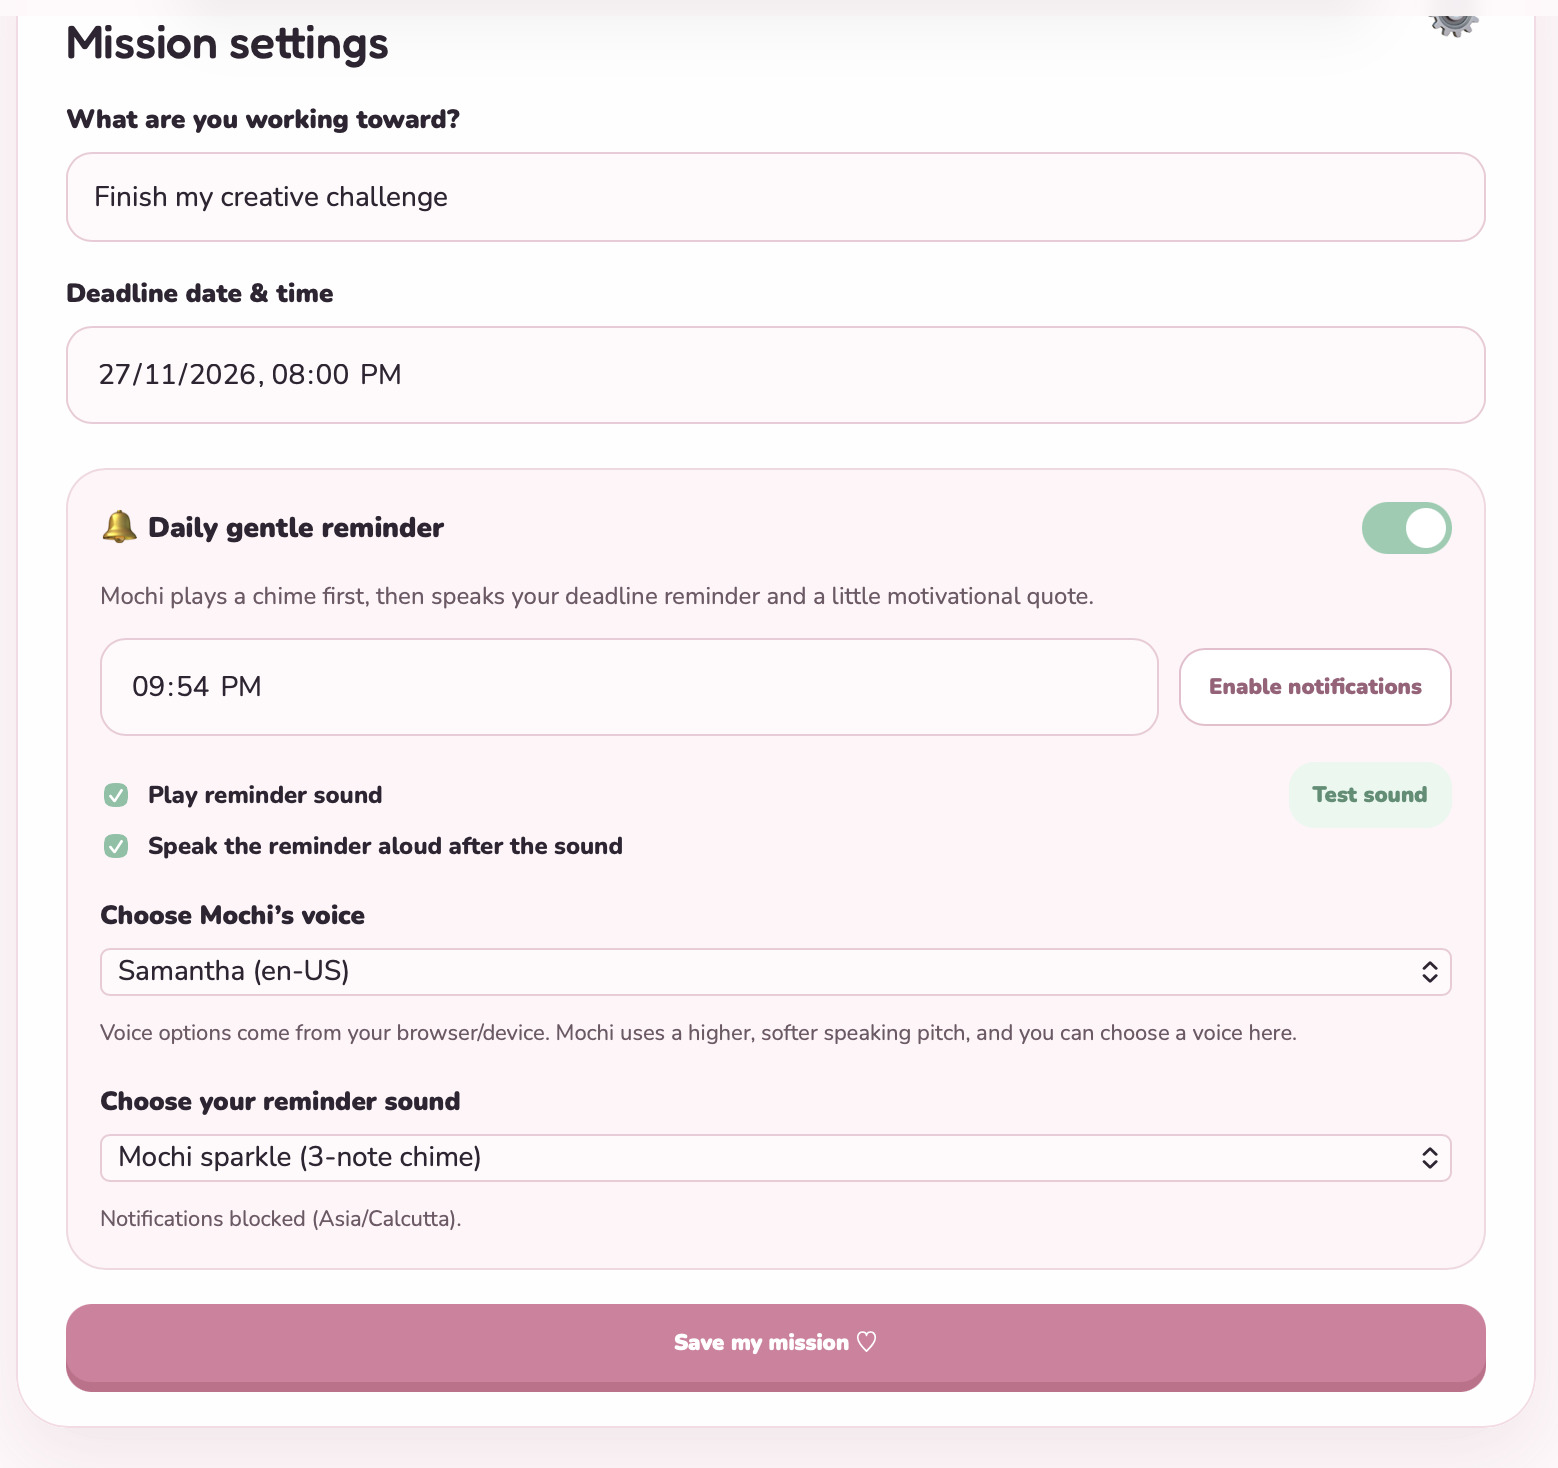 Mission settings
What are you working toward?
Finish my creative challenge
Deadline date & time
27/11/2026, 08:00 PM
Daily gentle reminder
Mochi plays a chime first, then speaks your deadline reminder and a little motivational quote.
09:54 PM
Enable notifications
Play reminder sound
Test sound
Speak the reminder aloud after the sound
Choose Mochi’s voice
Samantha (en-US)
Voice options come from your browser/device. Mochi uses a higher, softer speaking pitch, and you can choose a voice here.
Choose your reminder sound
Mochi sparkle (3-note chime)
Notifications blocked (Asia/Calcutta).
Save my mission ♡